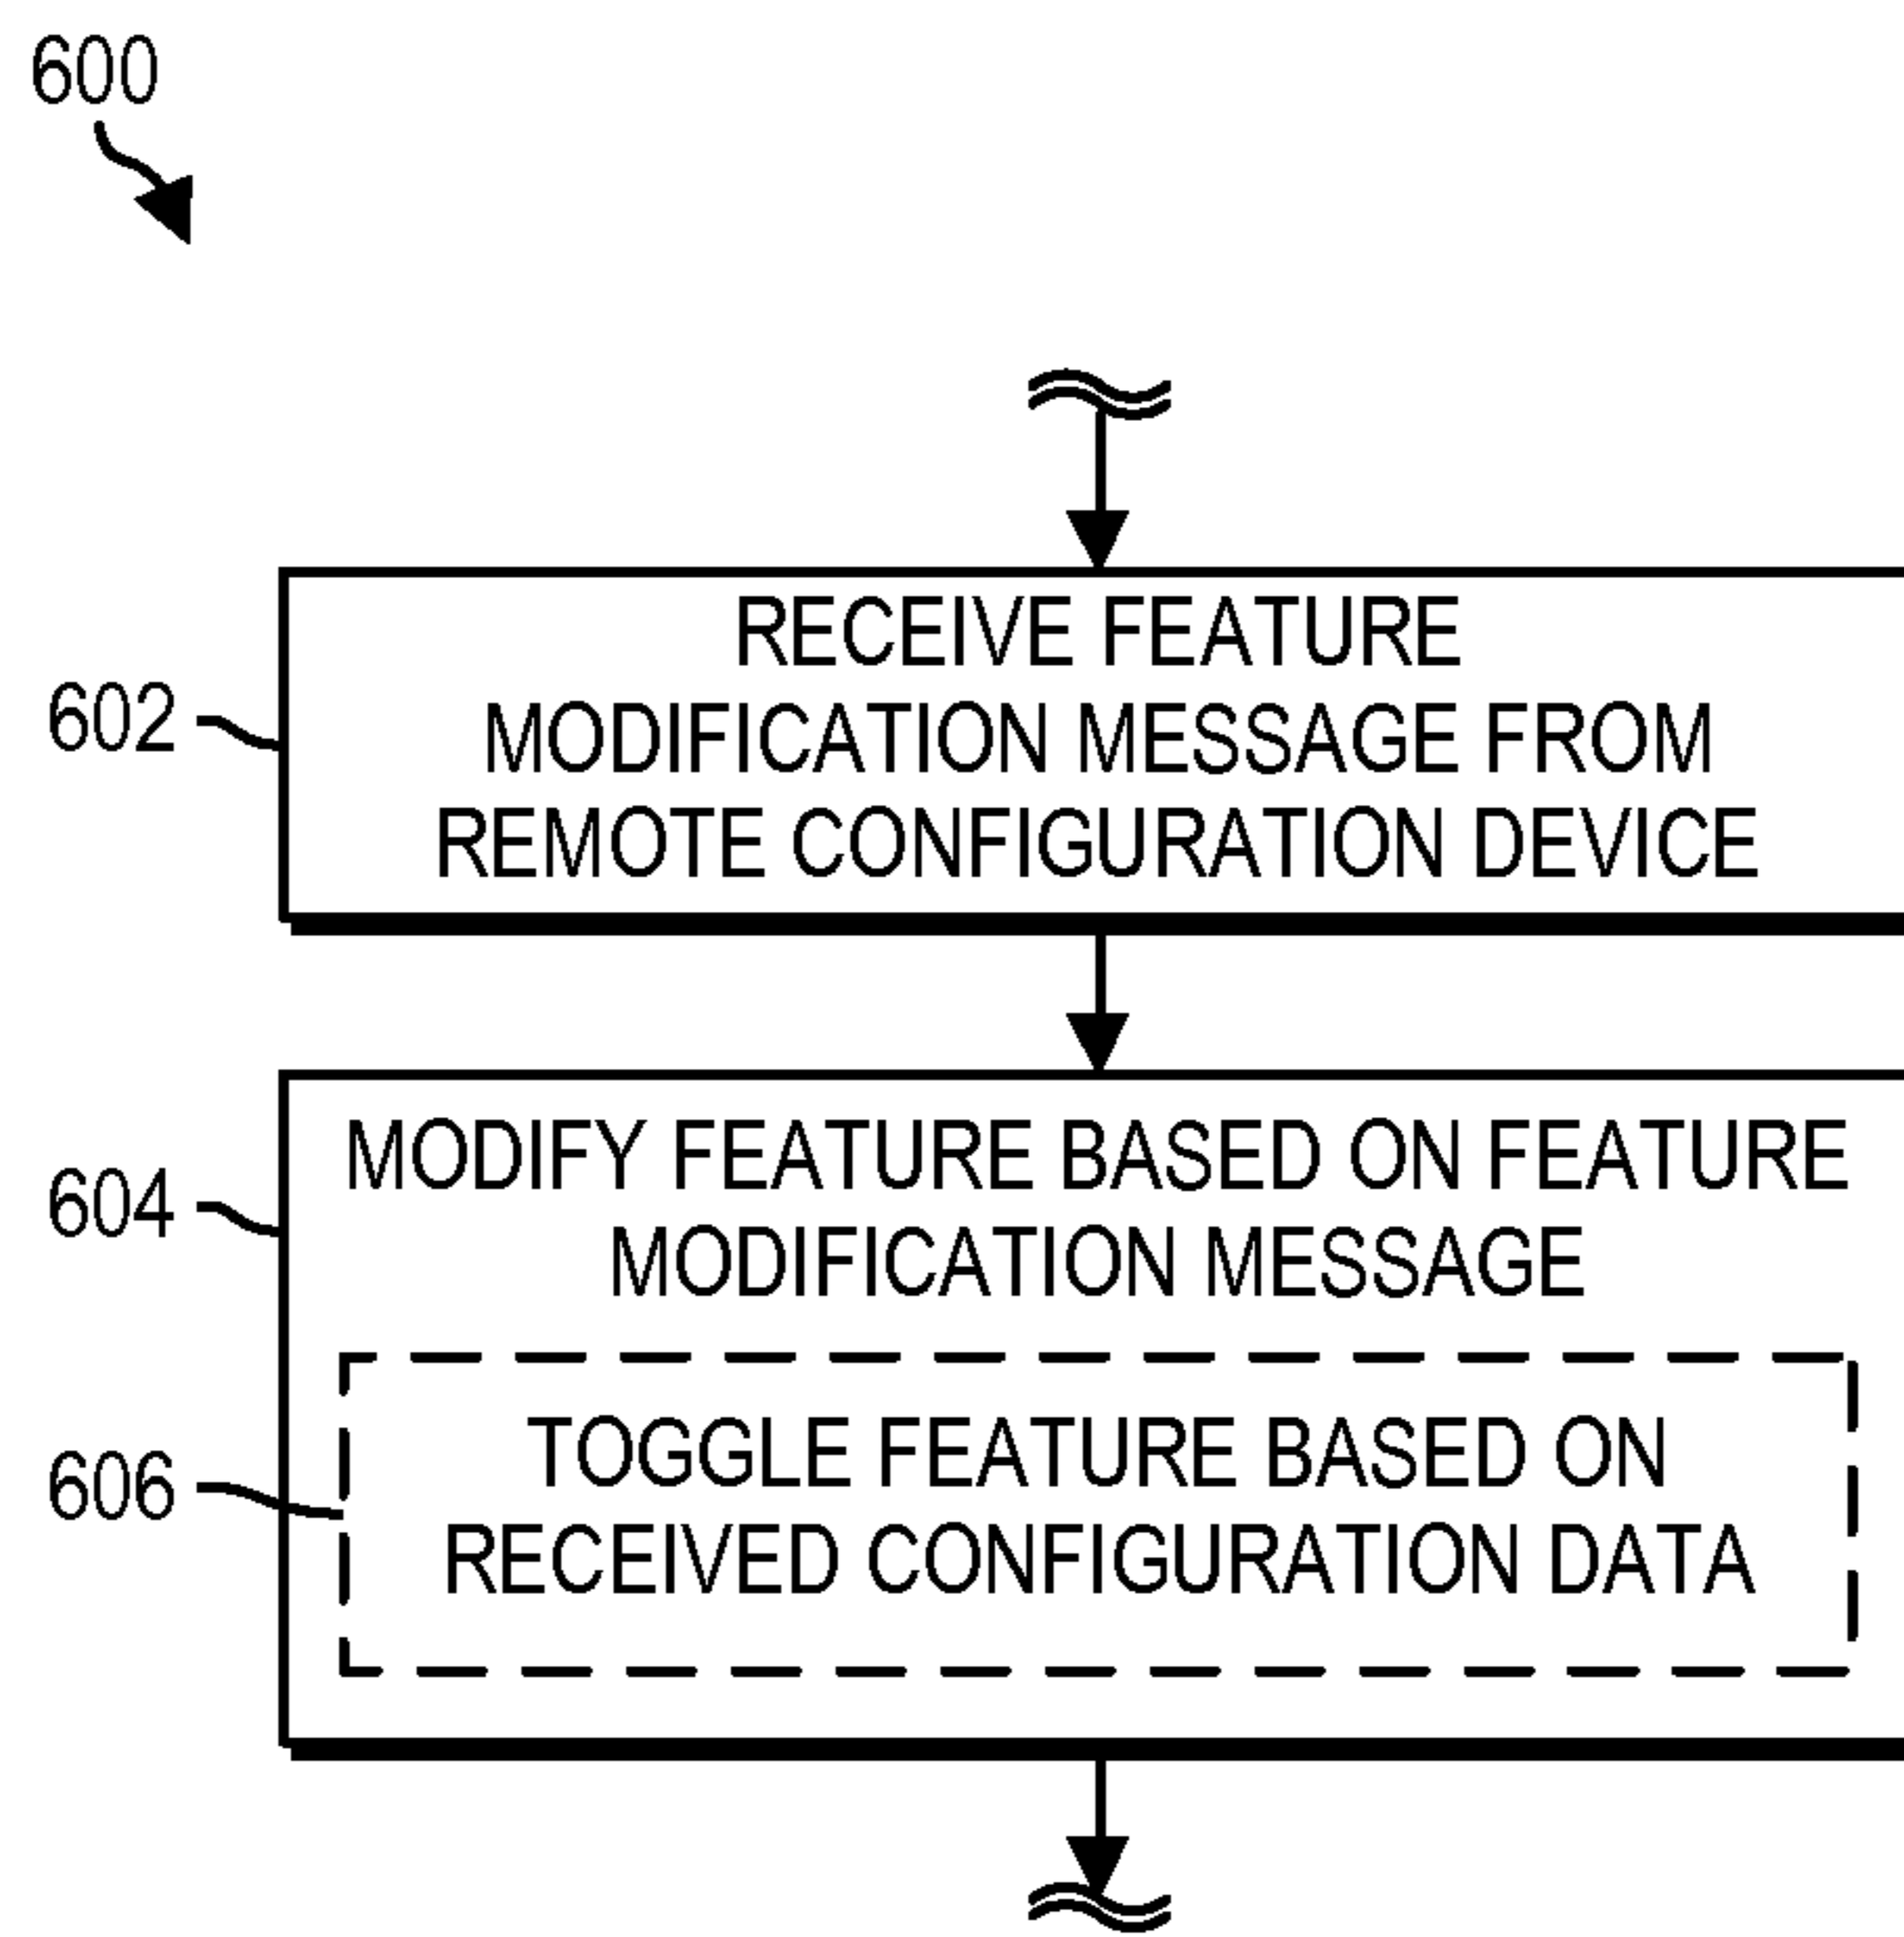 600
602
RECEIVE FEATURE
MODIFICATION MESSAGE FROM
REMOTE CONFIGURATION DEVICE
604
MODIFY FEATURE BASED ON FEATURE
MODIFICATION MESSAGE
606
TOGGLE FEATURE BASED ON
RECEIVED CONFIGURATION DATA